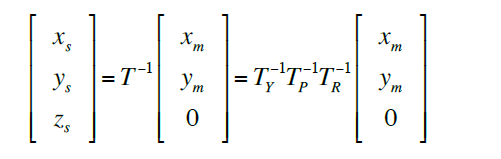 [ x_s ] [ x_m ] [ x_m ]
[ y_s ] = T^{-1} [ y_m ] = T_Y^{-1} T_P^{-1} T_R^{-1} [ y_m ]
[ z_s ] [ 0 ] [ 0 ]